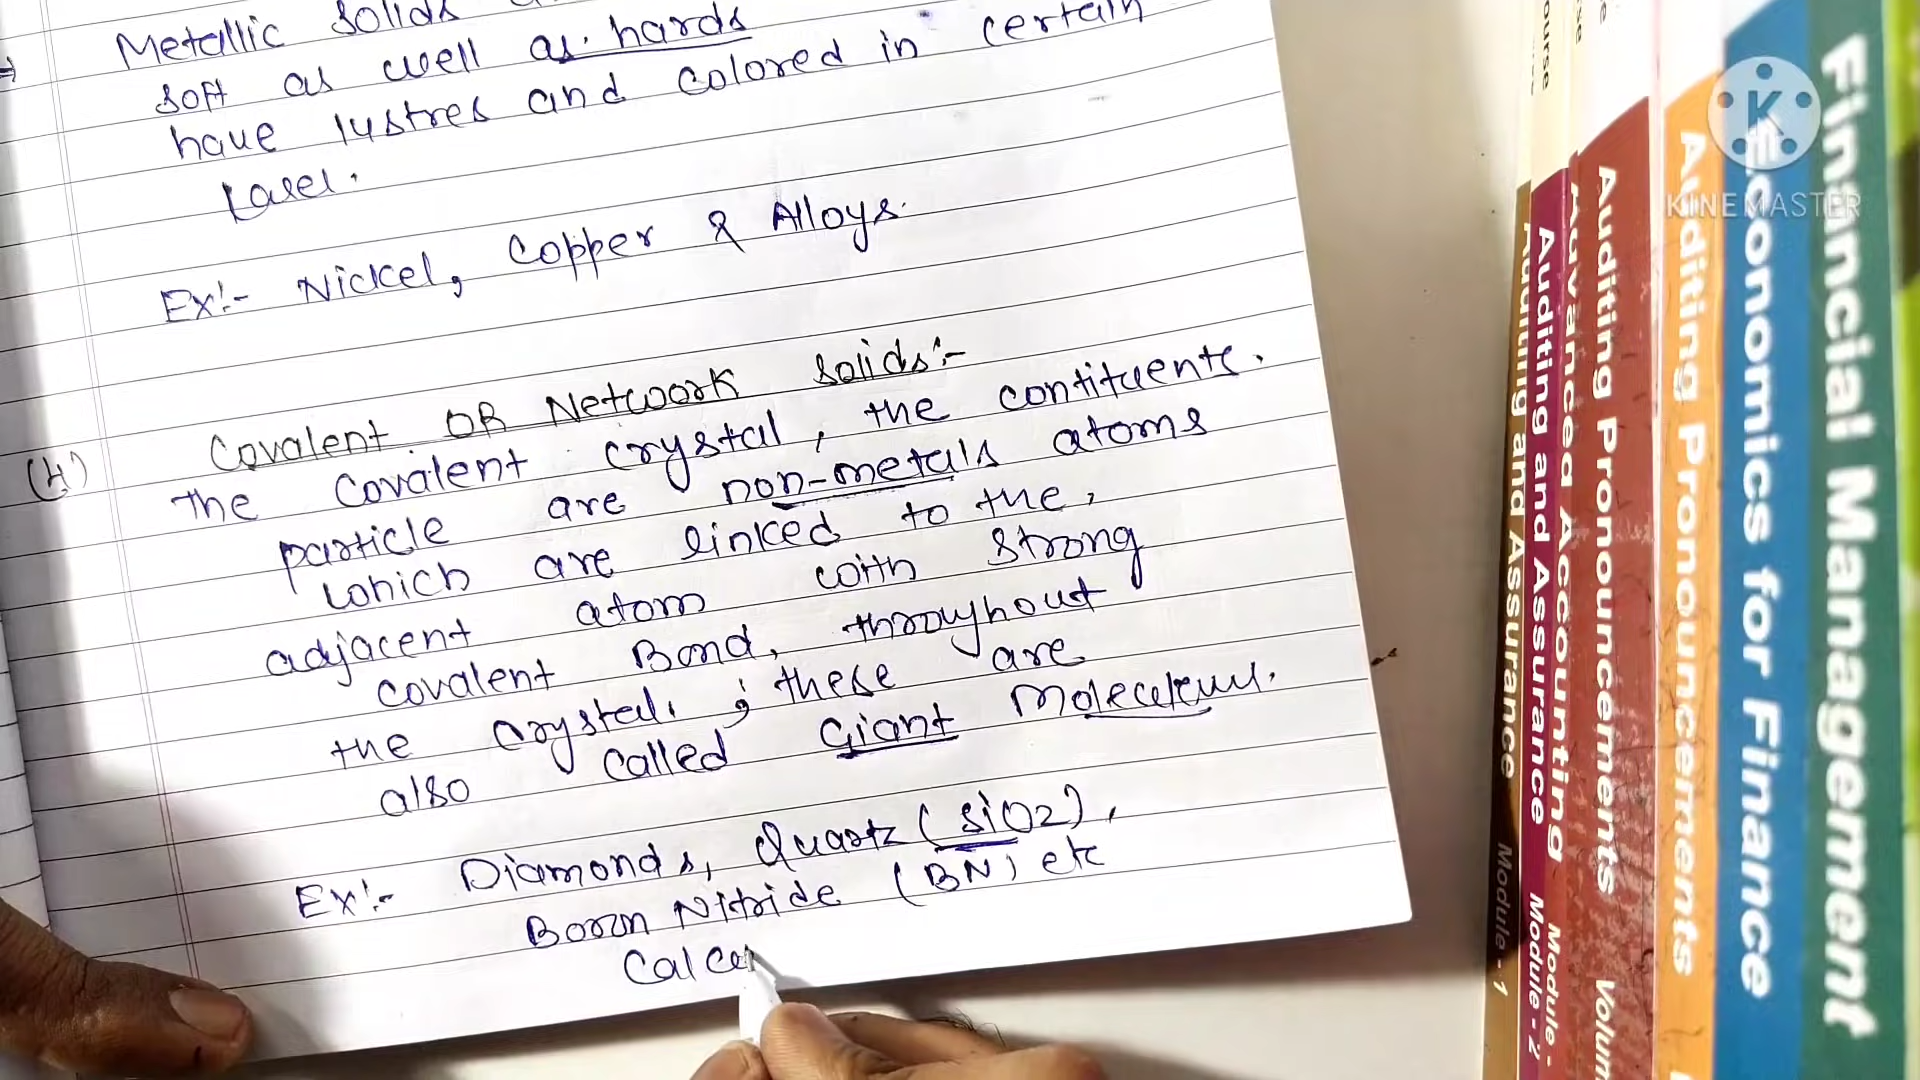 Metallic solids
soft as well as hards
have lustres and colored in certain
Ex:- Nickel, Copper & Alloys.
(4) Covalent OR Network Solids:-
The covalent crystal, the contituents.
particle are non-metals atoms
which are linked to the,
adjacent atom with strong
covalent Bond, throughout
the crystal. ; these are
also called Giant Molecules.
Ex:- Diamonds, Quartz (SiO2),
Boron Nitride (BN) etc
Calce
ourse
Auditing and Assurance Module - 1
Auditing and Assurance Module - 2
Advanced Accounting Module -
Auditing Pronouncements Volum
Auditing Pronouncements
Economics for Finance
Financial Management
K
KINEMASTER